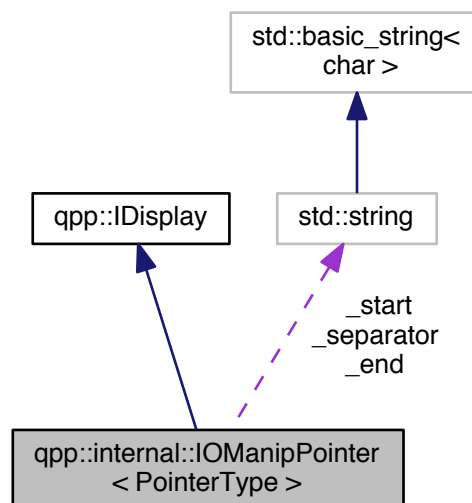 std::basic_string<
char >
qpp::IDisplay
std::string
_start
_separator
_end
qpp::internal::IOManipPointer
< PointerType >